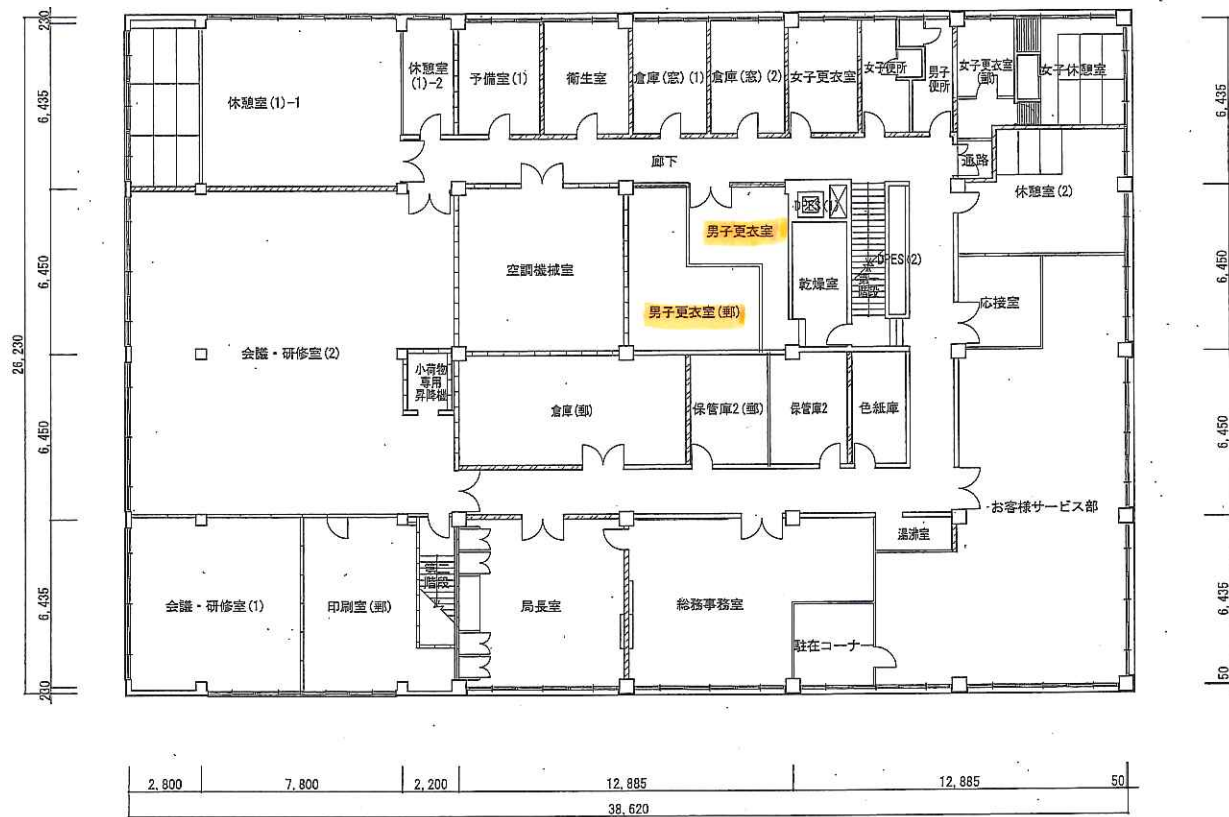 230
6,435
6,450
26,230
6,450
6,435
230
休憩室(1)-1
休憩室
(1)-2
予備室(1)
衛生室
倉庫(窓)(1)
倉庫(窓)(2)
女子更衣室
女子便所
男子
便所
女子更衣室
(郵)
女子休憩室
廊下
通路
休憩室(2)
男子更衣室
空調機械室
男子更衣室(郵)
乾燥室
DPES(2)
第一
階段
応接室
会議・研修室(2)
小荷物
専用
昇降機
倉庫(郵)
保管庫2(郵)
保管庫2
色紙庫
お客様サービス部
湯沸室
会議・研修室(1)
印刷室(郵)
第二
階段
局長室
総務事務室
駐在コーナー
6,435
6,450
6,450
6,435
50
2,800
7,800
2,200
12,885
12,885
50
38,620